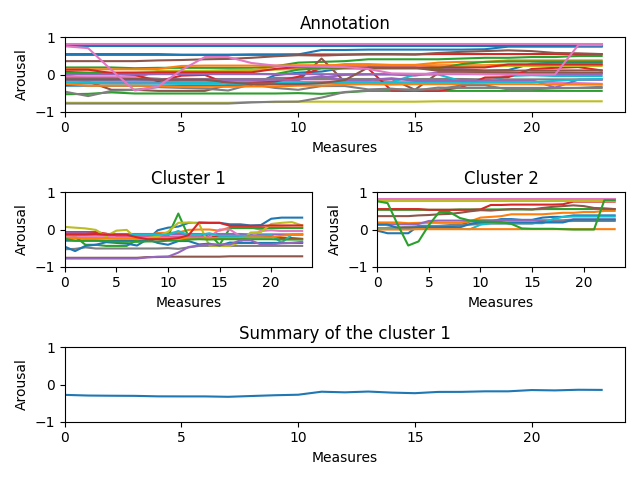 Annotation
1
0
−1
Arousal
0 5 10 15 20
Measures
Cluster 1
1
0
−1
Arousal
0 5 10 15 20
Measures
Cluster 2
1
0
−1
Arousal
0 5 10 15 20
Measures
Summary of the cluster 1
1
0
−1
Arousal
0 5 10 15 20
Measures